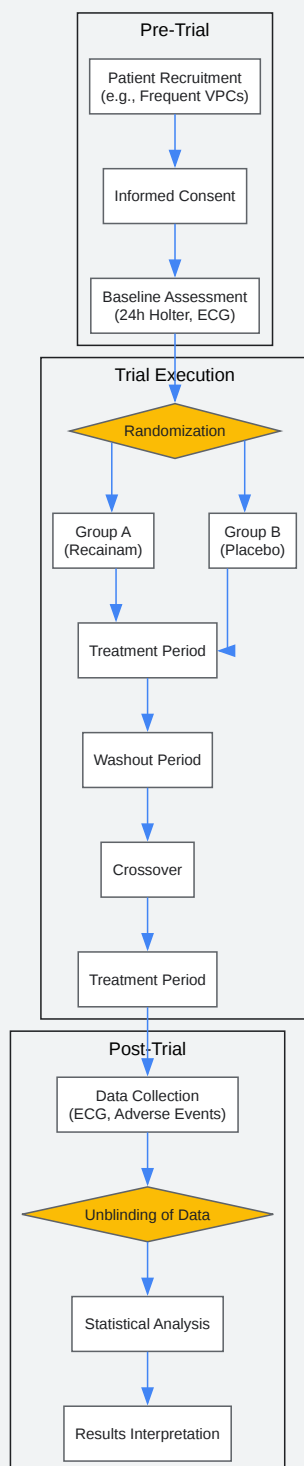 Pre-Trial
Patient Recruitment
(e.g., Frequent VPCs)
Informed Consent
Baseline Assessment
(24h Holter, ECG)
Trial Execution
Randomization
Group A
(Recainam)
Group B
(Placebo)
Treatment Period
Washout Period
Crossover
Treatment Period
Post-Trial
Data Collection
(ECG, Adverse Events)
Unblinding of Data
Statistical Analysis
Results Interpretation